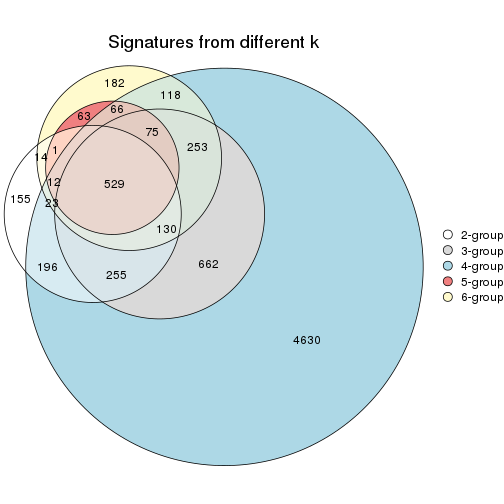 Signatures from different k
182
118
63
66
75
253
14
1
12
529
155
23
130
196
255
662
4630
2-group
3-group
4-group
5-group
6-group